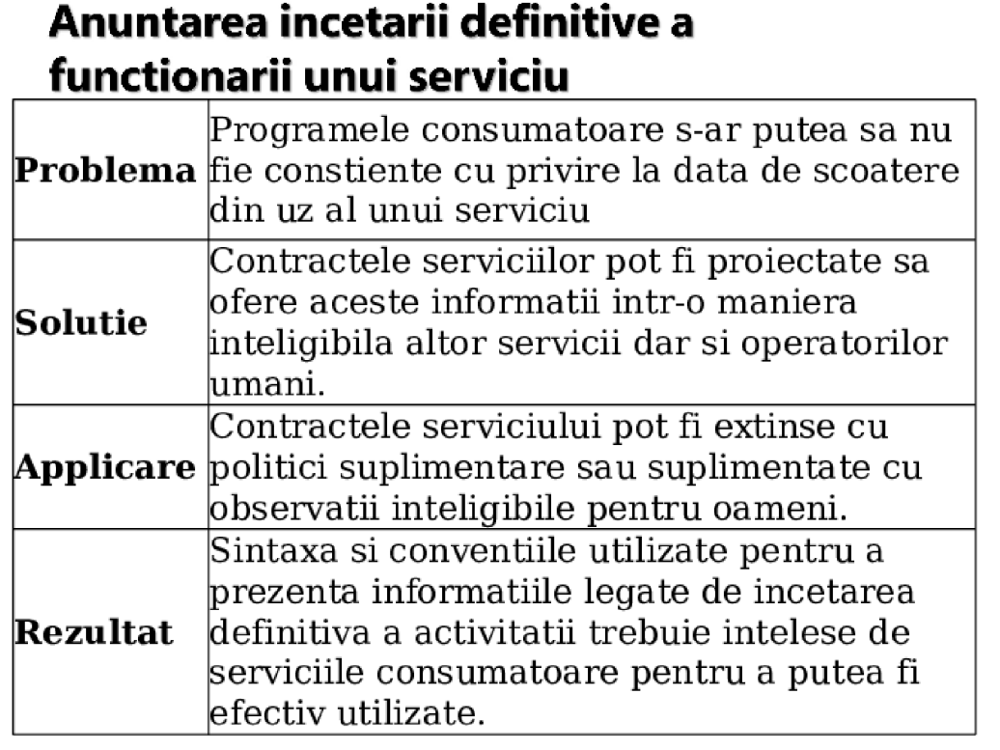 Anuntarea incetarii definitive a
functionarii unui serviciu
Problema
Programele consumatoare s-ar putea sa nu
fie constiente cu privire la data de scoatere
din uz al unui serviciu
Solutie
Contractele serviciilor pot fi proiectate sa
ofere aceste informatii intr-o maniera
inteligibila altor servicii dar si operatorilor
umani.
Applicare
Contractele serviciului pot fi extinse cu
politici suplimentare sau suplimentate cu
observatii inteligibile pentru oameni.
Rezultat
Sintaxa si conventiile utilizate pentru a
prezenta informatiile legate de incetarea
definitiva a activitatii trebuie intelese de
serviciile consumatoare pentru a putea fi
efectiv utilizate.